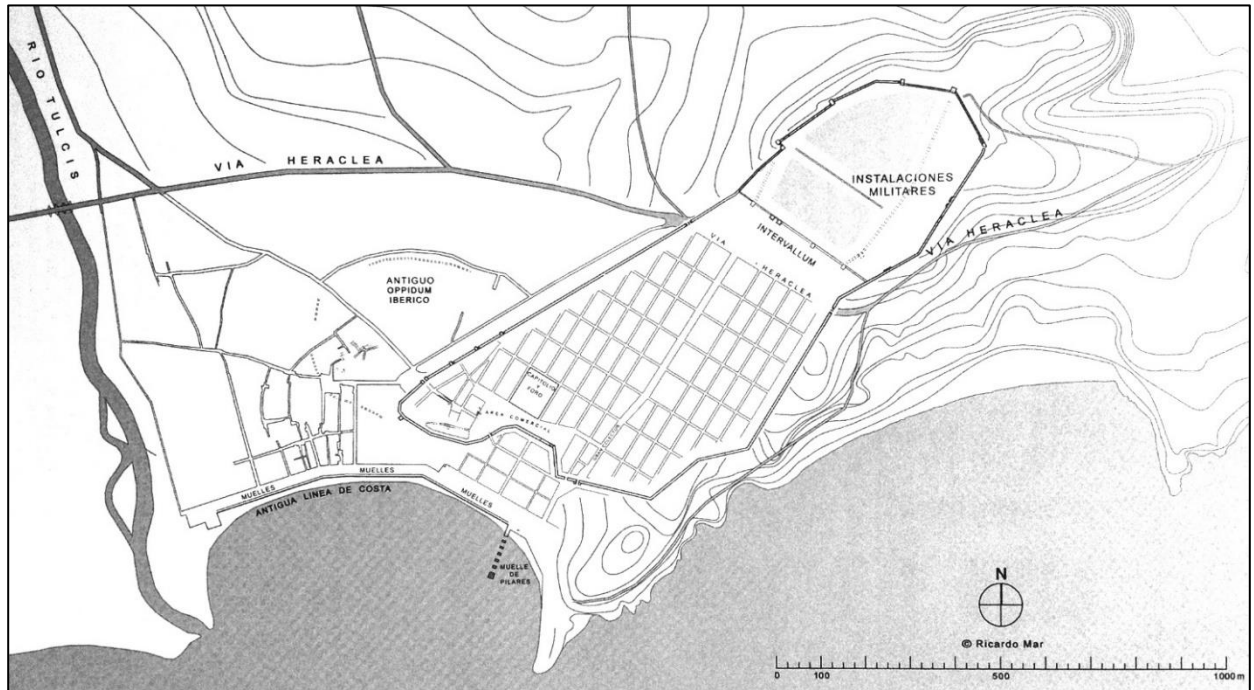 RIO TULCIS
VIA HERACLEA
INSTALACIONES
MILITARES
INTERVALLUM
VIA HERACLEA
VIA HERACLEA
ANTIGUO
OPPIDUM
IBERICO
CAPITOLIO
Y
FORO
AREA COMERCIAL
MUELLES
MUELLES
MUELLES
ANTIGUA LINEA DE COSTA
MUELLE
DE
PILARES
N
© Ricardo Mar
0 100 500 1000 m